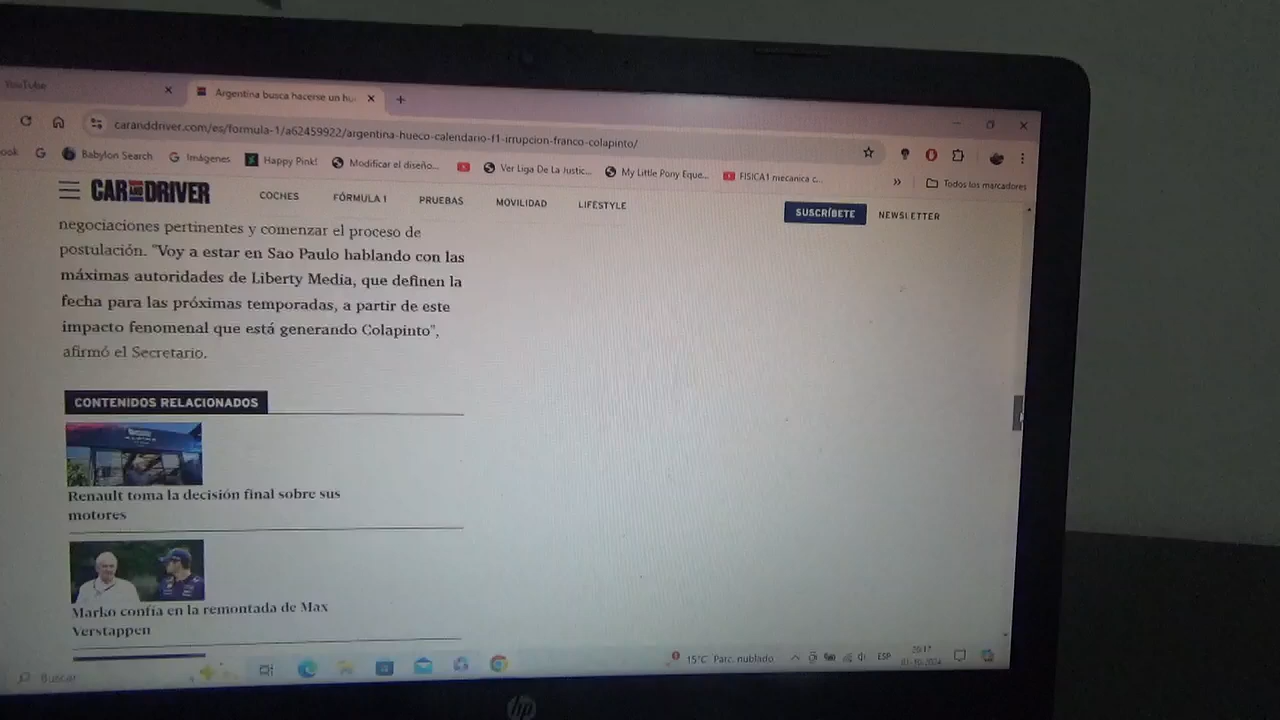 YouTube
Argentina busca hacerse un hu
caranddriver.com/es/formula-1/a62459922/argentina-hueco-calendario-f1-irrupcion-franco-colapinto/
ook
Babylon Search
Imágenes
Happy Pink!
Modificar el diseño...
Ver Liga De La Justic...
My Little Pony Eque...
FISICA1 mecanica c...
Todos los marcadores
CAR AND DRIVER
COCHES
FÓRMULA 1
PRUEBAS
MOVILIDAD
LIFESTYLE
SUSCRÍBETE
NEWSLETTER
negociaciones pertinentes y comenzar el proceso de
postulación. "Voy a estar en Sao Paulo hablando con las
máximas autoridades de Liberty Media, que definen la
fecha para las próximas temporadas, a partir de este
impacto fenomenal que está generando Colapinto",
afirmó el Secretario.
CONTENIDOS RELACIONADOS
Renault toma la decisión final sobre sus
motores
Marko confía en la remontada de Max
Verstappen
Buscar
15°C Parc. nublado
ESP
hp